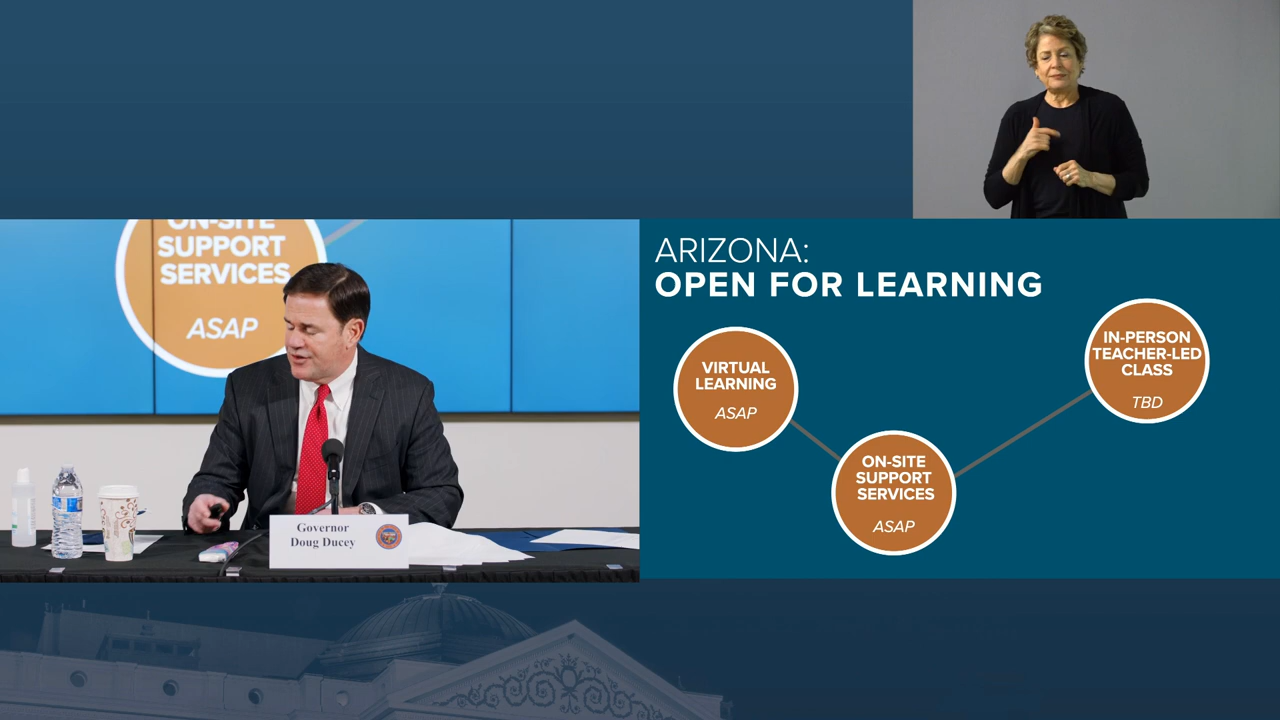 ON-SITE
SUPPORT
SERVICES
ASAP
Governor
Doug Ducey
ARIZONA:
OPEN FOR LEARNING
VIRTUAL
LEARNING
ASAP
ON-SITE
SUPPORT
SERVICES
ASAP
IN-PERSON
TEACHER-LED
CLASS
TBD